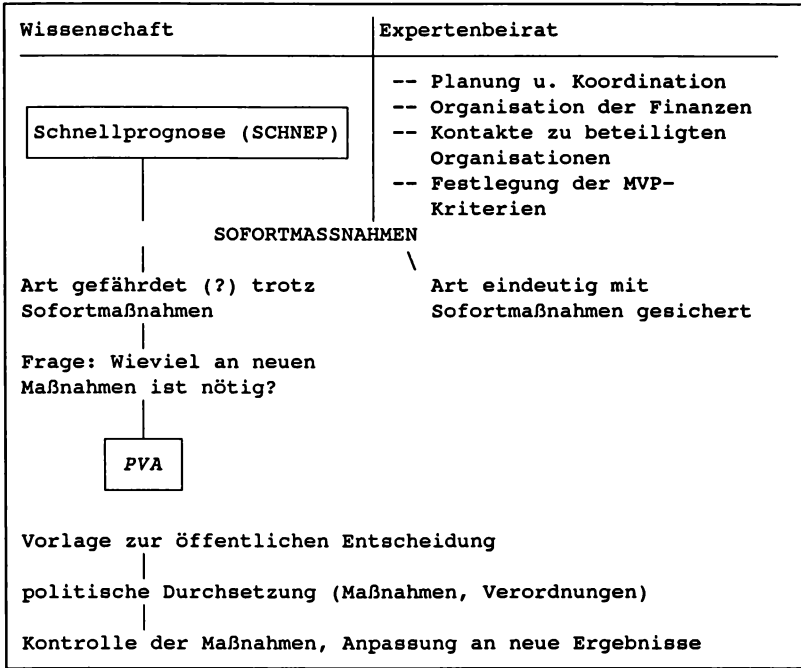 Wissenschaft
Expertenbeirat
-- Planung u. Koordination
-- Organisation der Finanzen
-- Kontakte zu beteiligten
Organisationen
-- Festlegung der MVP-
Kriterien
Schnellprognose (SCHNEP)
SOFORTMASSNAHMEN
Art gefährdet (?) trotz
Sofortmaßnahmen
Art eindeutig mit
Sofortmaßnahmen gesichert
Frage: Wieviel an neuen
Maßnahmen ist nötig?
PVA
Vorlage zur öffentlichen Entscheidung
politische Durchsetzung (Maßnahmen, Verordnungen)
Kontrolle der Maßnahmen, Anpassung an neue Ergebnisse